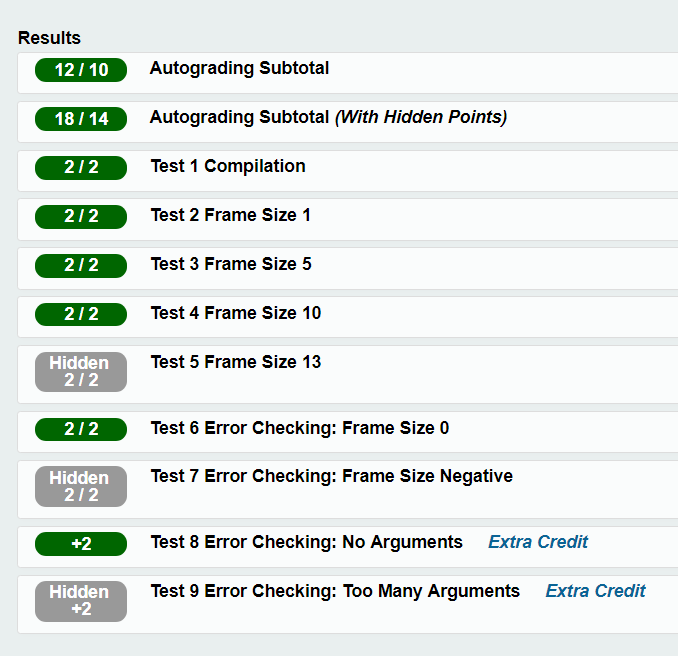 Results
12 / 10 Autograding Subtotal
18 / 14 Autograding Subtotal (With Hidden Points)
2 / 2 Test 1 Compilation
2 / 2 Test 2 Frame Size 1
2 / 2 Test 3 Frame Size 5
2 / 2 Test 4 Frame Size 10
Hidden Test 5 Frame Size 13
2 / 2
2 / 2 Test 6 Error Checking: Frame Size 0
Hidden Test 7 Error Checking: Frame Size Negative
2 / 2
+2 Test 8 Error Checking: No Arguments Extra Credit
Hidden Test 9 Error Checking: Too Many Arguments Extra Credit
+2